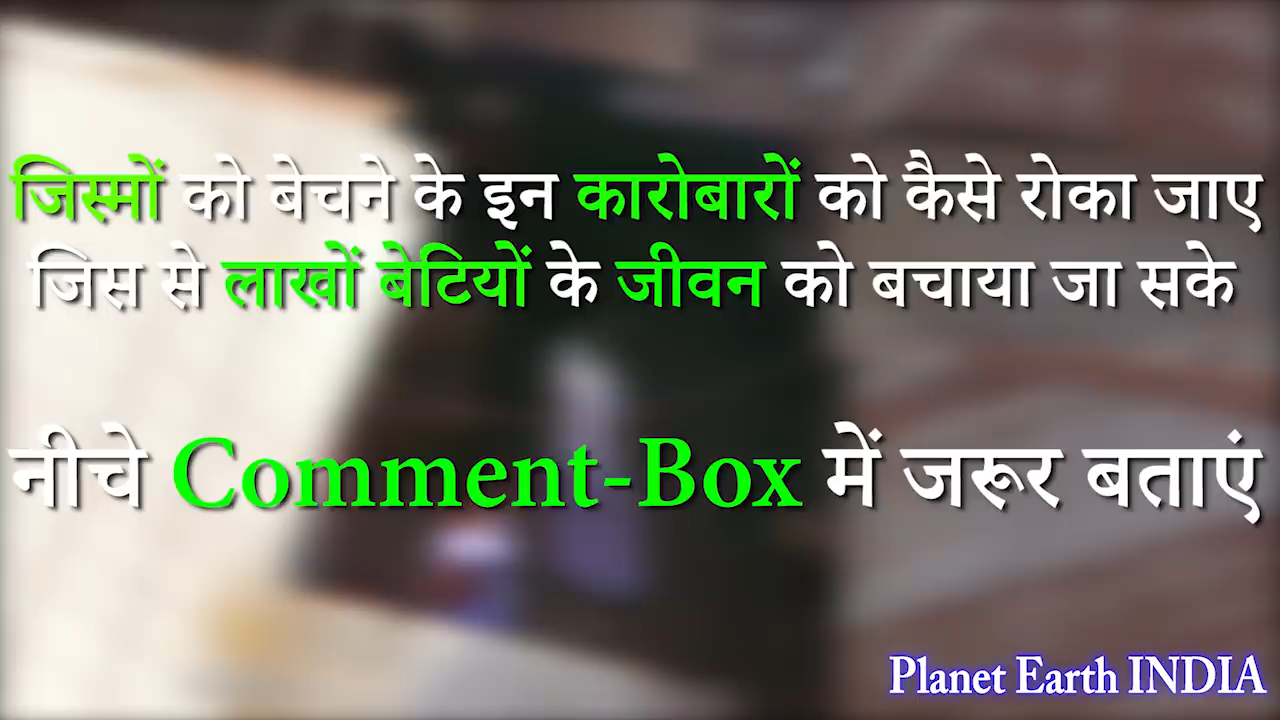 जिस्मों को बेचने के इन कारोबारों को कैसे रोका जाए
जिस से लाखों बेटियों के जीवन को बचाया जा सके
नीचे Comment-Box में जरूर बताएं
Planet Earth INDIA